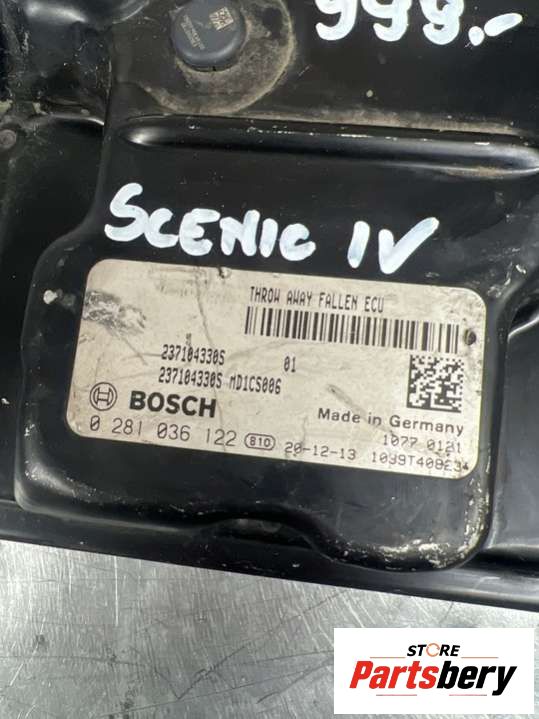 999.-
SCENIC IV
THROW AWAY FALLEN ECU
237104330S 01
237104330S MD1CS006
BOSCH
Made in Germany
0 281 036 122 B10 20-12-13
1077 0121
1039T40823
STORE
Partsbery